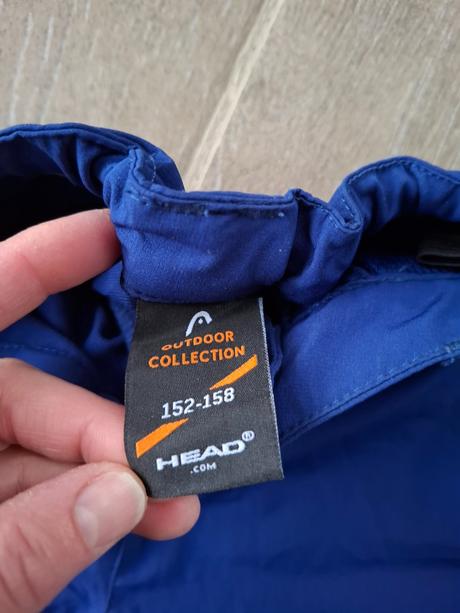 OUTDOOR
COLLECTION
152-158
HEAD®
.COM